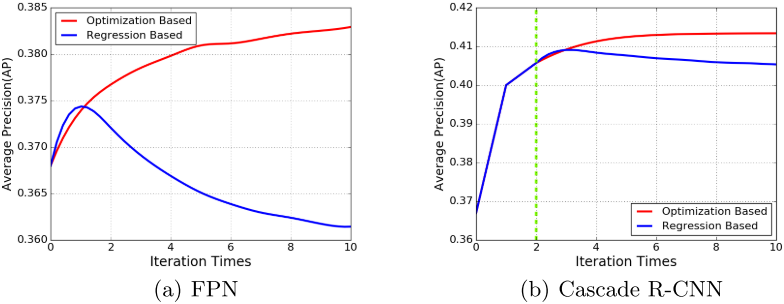 0.385
0.380
0.375
0.370
0.365
0.360
Average Precision(AP)
Optimization Based
Regression Based
0 2 4 6 8 10
Iteration Times
(a) FPN
0.42
0.41
0.40
0.39
0.38
0.37
0.36
Average Precision(AP)
Optimization Based
Regression Based
0 2 4 6 8 10
Iteration Times
(b) Cascade R-CNN